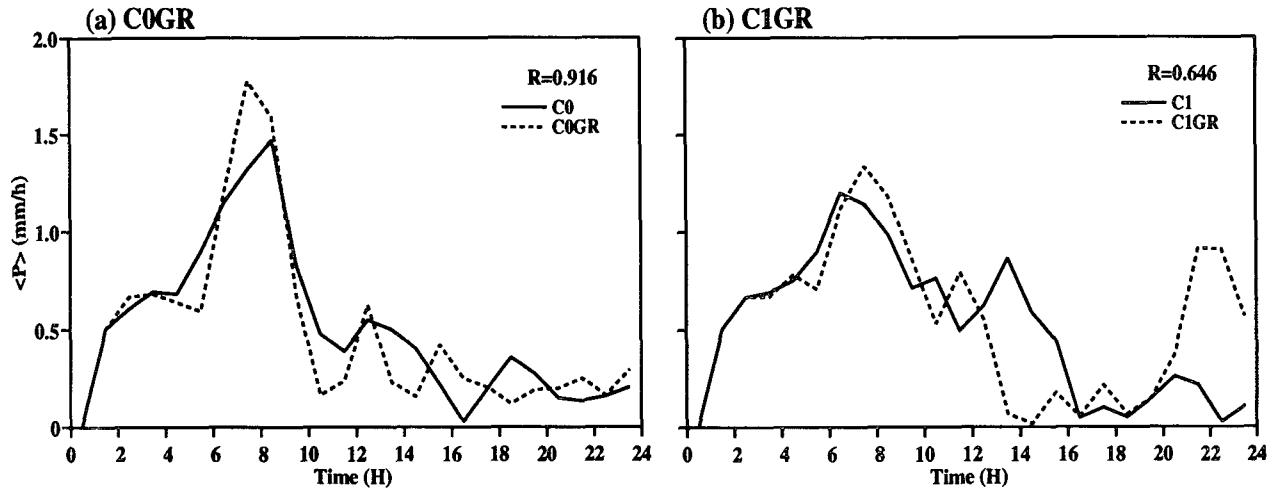 (a) C0GR
(b) C1GR
2.0
1.5
1.0
0.5
0
<P> (mm/h)
R=0.916
C0
C0GR
0 2 4 6 8 10 12 14 16 18 20 22 24
Time (H)
R=0.646
C1
C1GR
0 2 4 6 8 10 12 14 16 18 20 22 24
Time (H)